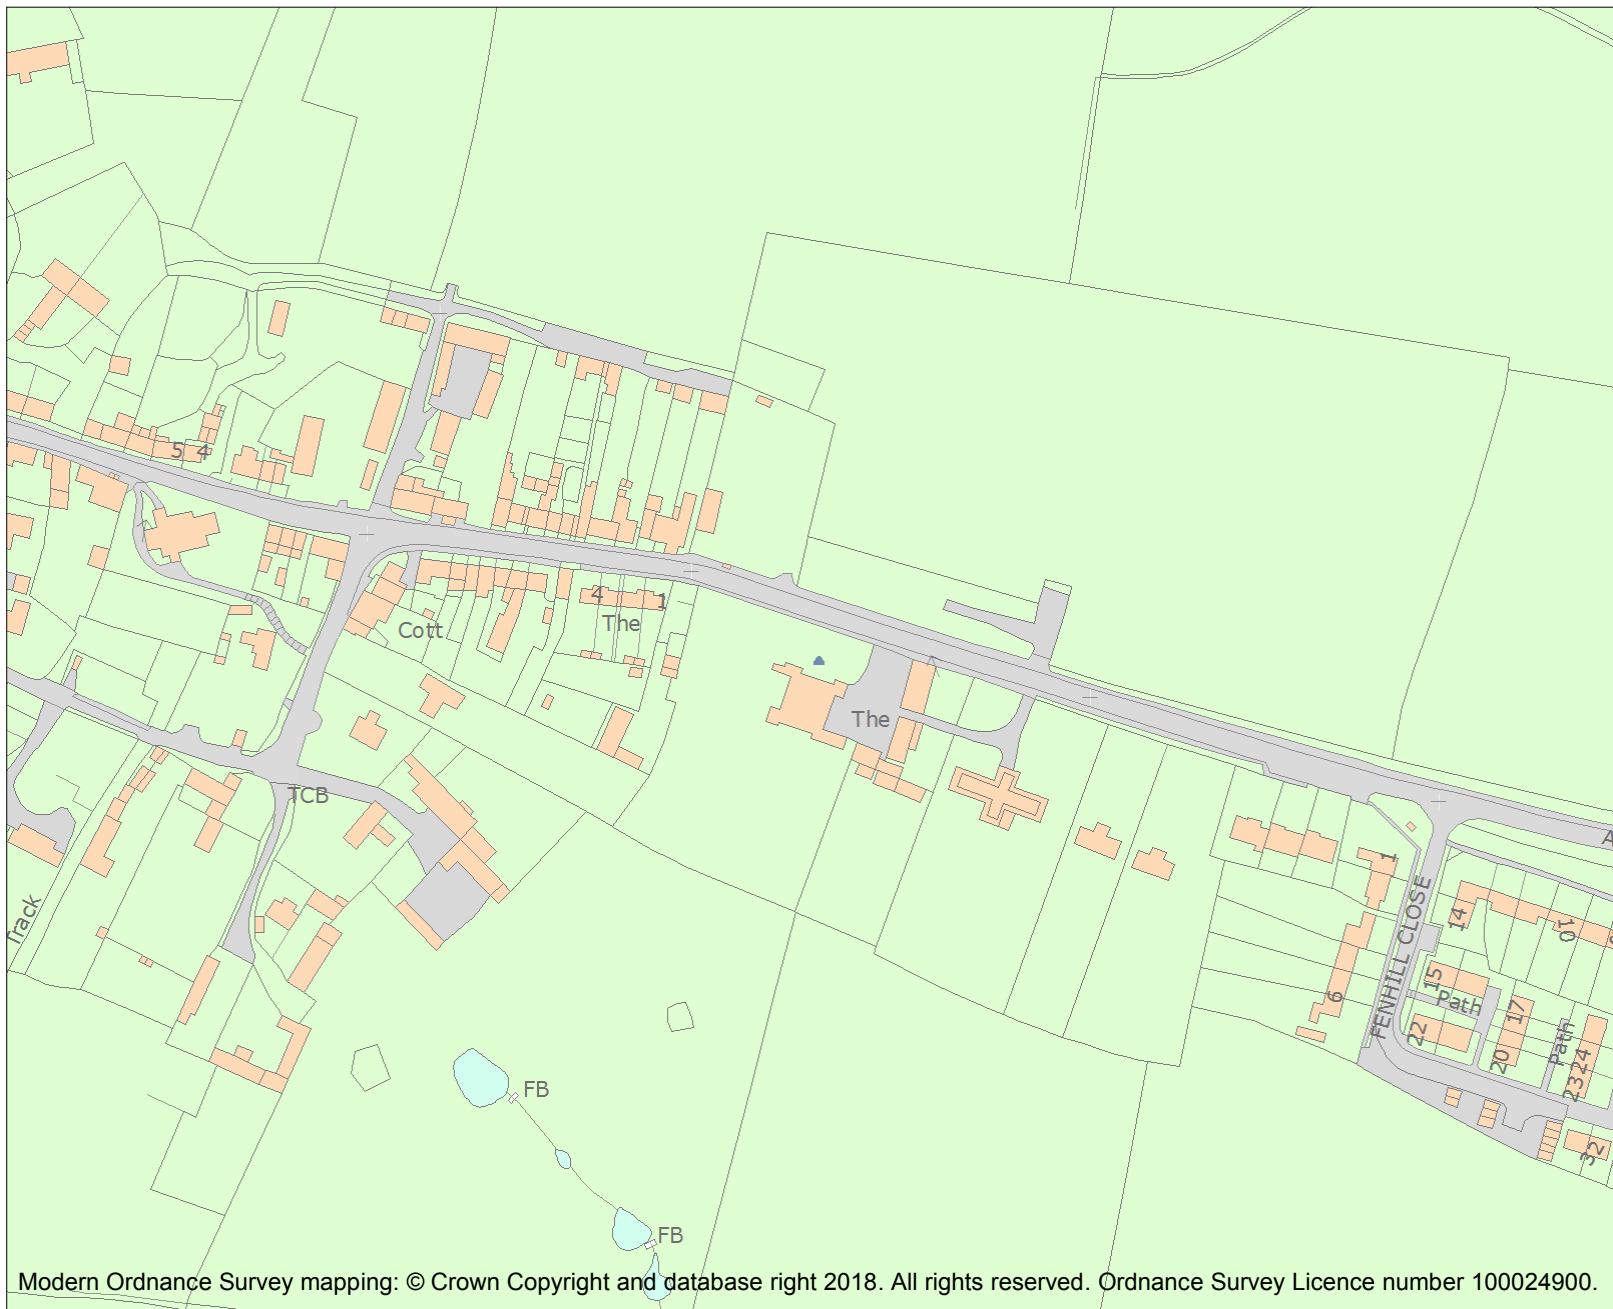 5 4
4
1
The
Cott
The
TCB
Track
A
1
FENHILL CLOSE
14
10
15
Path
17
6
22
20
Path
24
23
32
FB
FB
Modern Ordnance Survey mapping: © Crown Copyright and database right 2018. All rights reserved. Ordnance Survey Licence number 100024900.